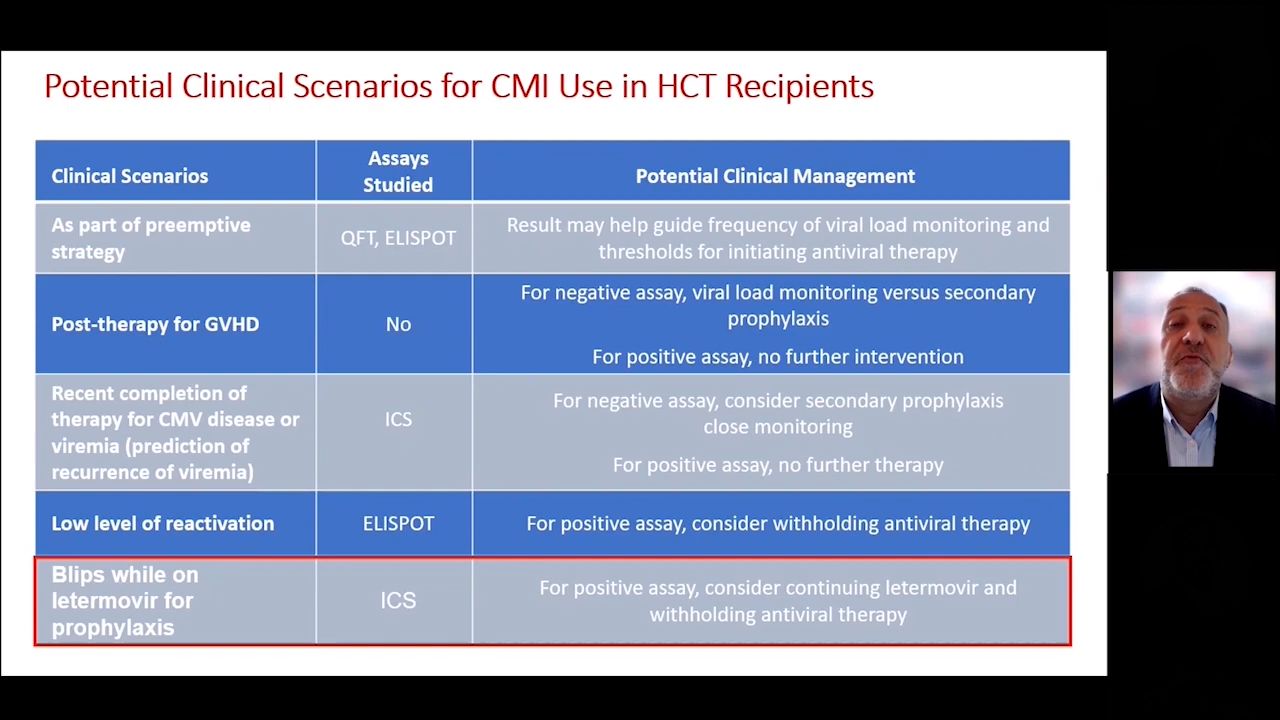 Potential Clinical Scenarios for CMI Use in HCT Recipients
Clinical Scenarios
Assays
Studied
Potential Clinical Management
As part of preemptive
strategy
QFT, ELISPOT
Result may help guide frequency of viral load monitoring and
thresholds for initiating antiviral therapy
Post-therapy for GVHD
No
For negative assay, viral load monitoring versus secondary
prophylaxis
For positive assay, no further intervention
Recent completion of
therapy for CMV disease or
viremia (prediction of
recurrence of viremia)
ICS
For negative assay, consider secondary prophylaxis
close monitoring
For positive assay, no further therapy
Low level of reactivation
ELISPOT
For positive assay, consider withholding antiviral therapy
Blips while on
letermovir for
prophylaxis
ICS
For positive assay, consider continuing letermovir and
withholding antiviral therapy